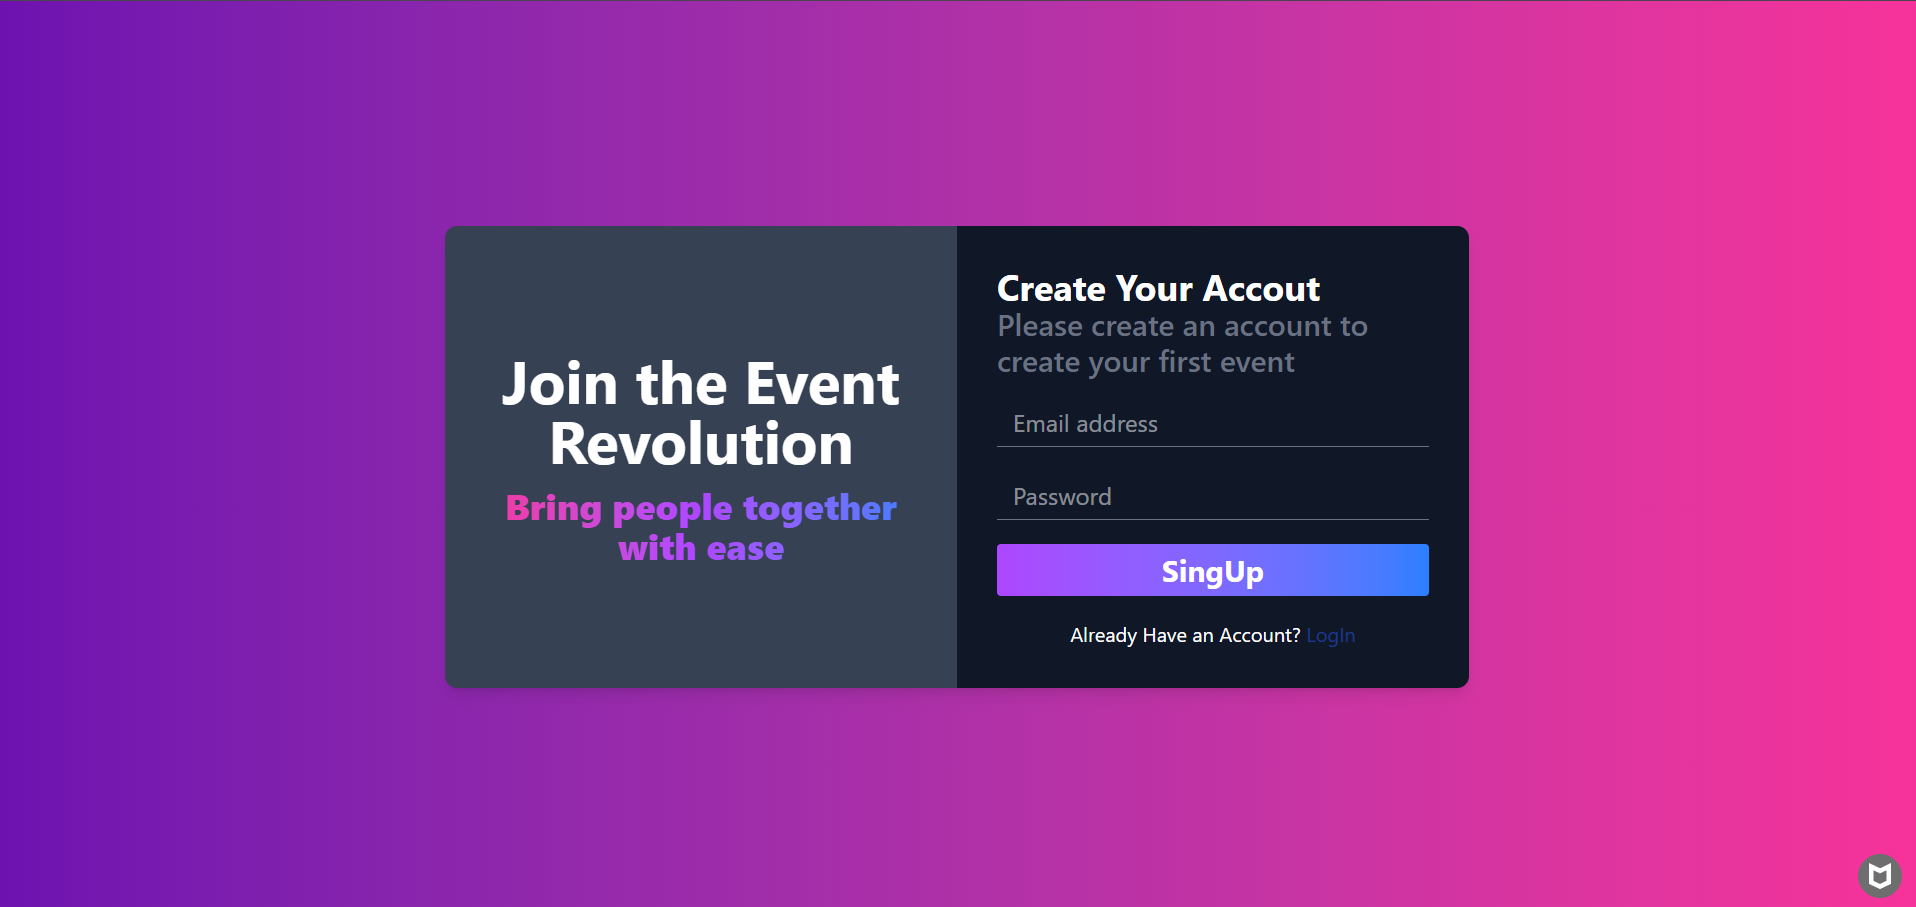 Join the Event
Revolution
Bring people together
with ease
Create Your Accout
Please create an account to
create your first event
Email address
Password
SingUp
Already Have an Account? LogIn